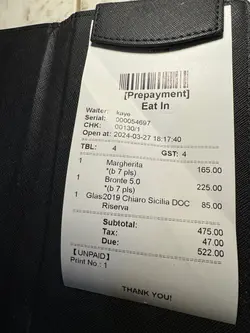 [Prepayment]
Eat In
Waiter: kaye
Serial: 000054697
CHK: 00130/1
Open at: 2024-03-27 18:17:40
TBL: 4 GST: 4
1 Margherita 165.00
*(b 7 pls)
1 Bronte 5.0 225.00
*(b 7 pls)
1 Glas2019 Chiaro Sicilia DOC 85.00
Riserva
Subtotal: 475.00
Tax: 47.00
Due: 522.00
【UNPAID】
Print No.: 1
THANK YOU!